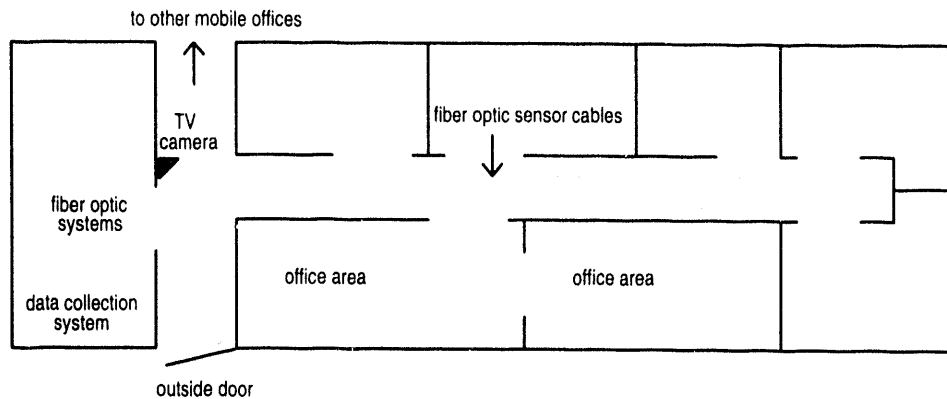 to other mobile offices
TV
camera
fiber optic sensor cables
fiber optic
systems
office area
office area
data collection
system
outside door